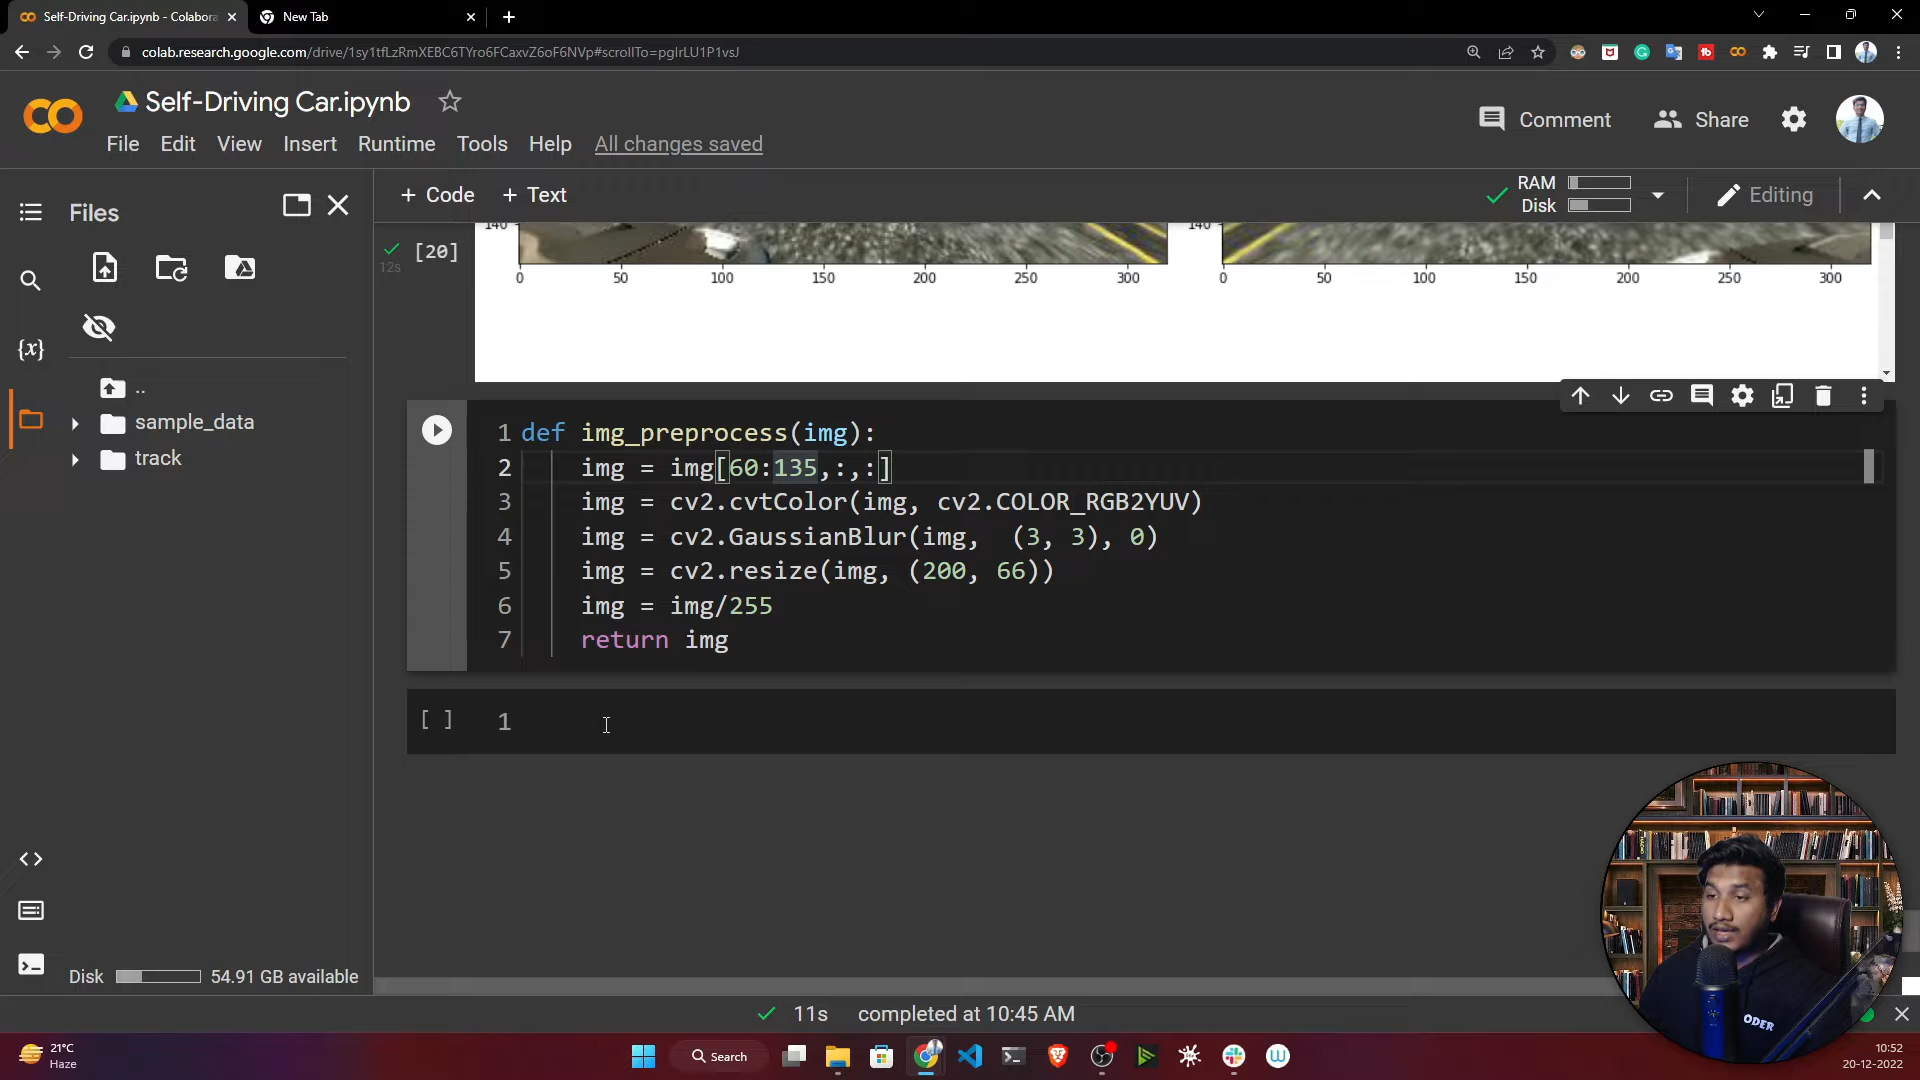 Self-Driving Car.ipynb - Colabora
New Tab
colab.research.google.com/drive/1sy1tfLzRmXEBC6TYro6FCaxvZ6oF6NVp#scrollTo=pgIrLU1P1vsJ
Self-Driving Car.ipynb
Comment
Share
File Edit View Insert Runtime Tools Help All changes saved
Files
+ Code + Text
RAM
Disk
Editing
[20]
12s
140
140
0 50 100 150 200 250 300
0 50 100 150 200 250 300
{x}
..
sample_data
track
1 def img_preprocess(img):
2 img = img[60:135,:,:]
3 img = cv2.cvtColor(img, cv2.COLOR_RGB2YUV)
4 img = cv2.GaussianBlur(img,  (3, 3), 0)
5 img = cv2.resize(img, (200, 66))
6 img = img/255
7 return img
[ ] 1
Disk 54.91 GB available
11s completed at 10:45 AM
ODER
21°C
Haze
Search
10:52
20-12-2022